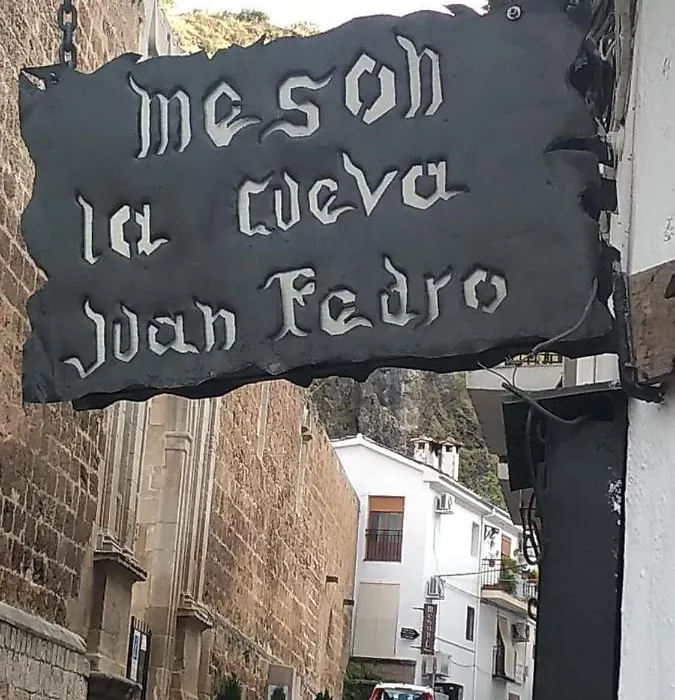 meson
la cueva
Juan Pedro